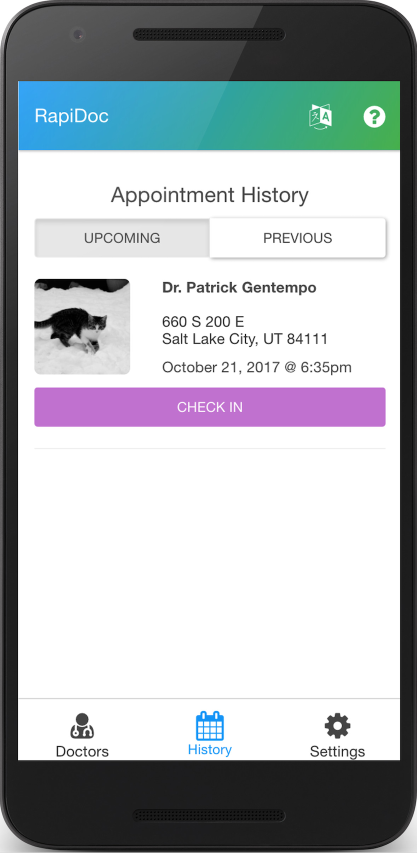 RapiDoc
Appointment History
UPCOMING
PREVIOUS
Dr. Patrick Gentempo
660 S 200 E
Salt Lake City, UT 84111
October 21, 2017 @ 6:35pm
CHECK IN
Doctors
History
Settings